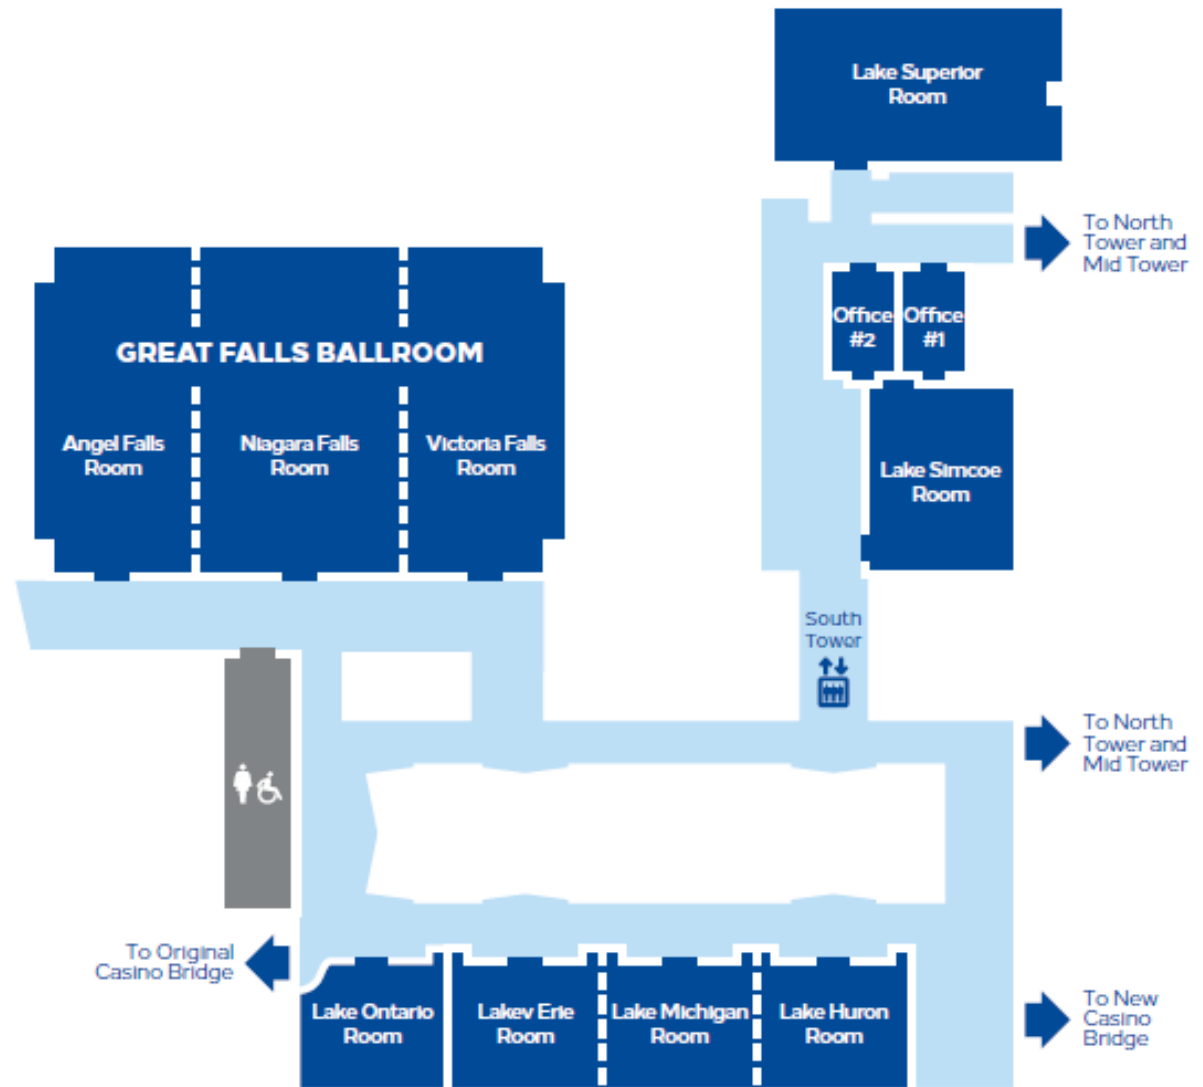 Lake Superior
Room
To North
Tower and
Mid Tower
Office
#2
Office
#1
GREAT FALLS BALLROOM
Angel Falls
Room
Niagara Falls
Room
Victoria Falls
Room
Lake Simcoe
Room
South
Tower
To North
Tower and
Mid Tower
To Original
Casino Bridge
Lake Ontario
Room
Lakev Erie
Room
Lake Michigan
Room
Lake Huron
Room
To New
Casino
Bridge